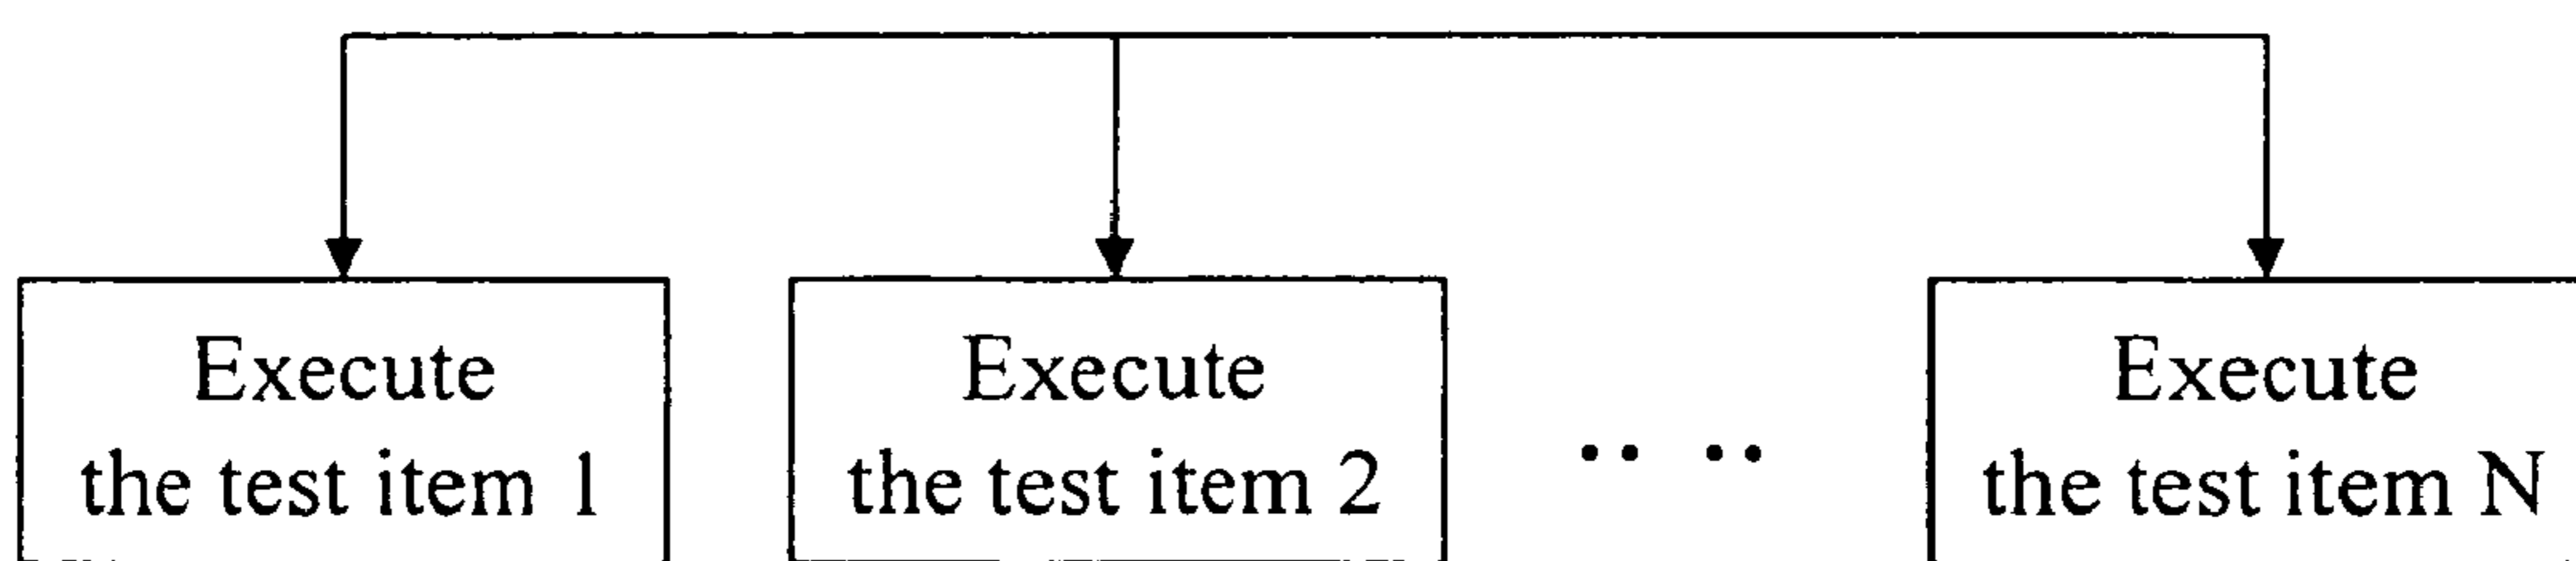 Execute
the test item 1
Execute
the test item 2
.. ..
Execute
the test item N